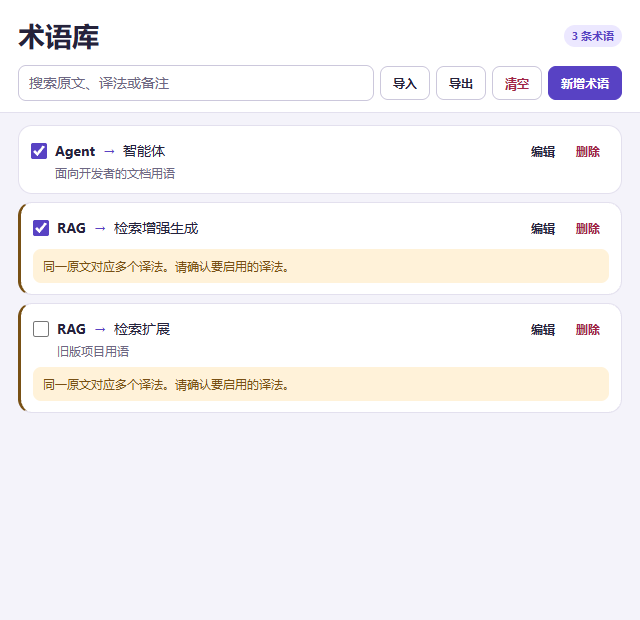 术语库
3 条术语
搜索原文、译法或备注
导入
导出
清空
新增术语
Agent → 智能体
编辑
删除
面向开发者的文档用语
RAG → 检索增强生成
编辑
删除
同一原文对应多个译法。请确认要启用的译法。
RAG → 检索扩展
编辑
删除
旧版项目用语
同一原文对应多个译法。请确认要启用的译法。